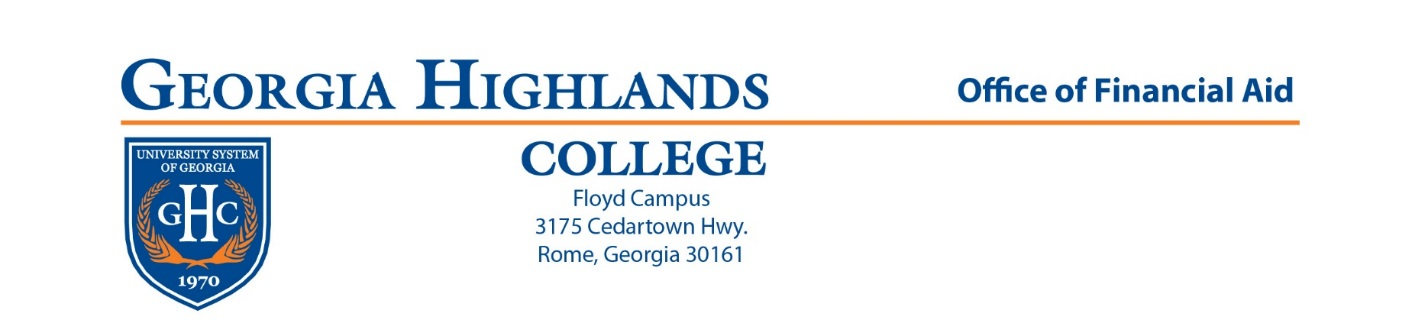 GEORGIA HIGHLANDS
Office of Financial Aid
COLLEGE
Floyd Campus
3175 Cedartown Hwy.
Rome, Georgia 30161
UNIVERSITY SYSTEM
OF GEORGIA
GHC
1970